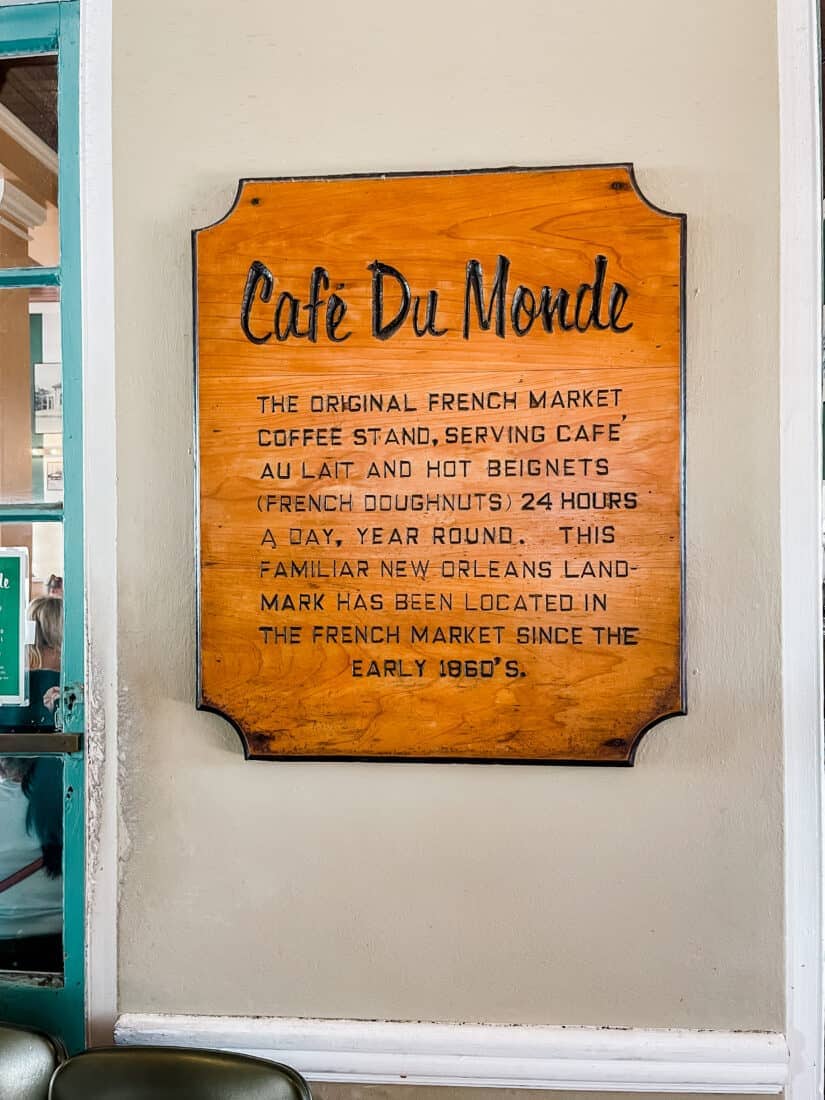 Café Du Monde
THE ORIGINAL FRENCH MARKET
COFFEE STAND, SERVING CAFE´
AU LAIT AND HOT BEIGNETS
(FRENCH DOUGHNUTS) 24 HOURS
A DAY, YEAR ROUND. THIS
FAMILIAR NEW ORLEANS LAND-
MARK HAS BEEN LOCATED IN
THE FRENCH MARKET SINCE THE
EARLY 1860'S.